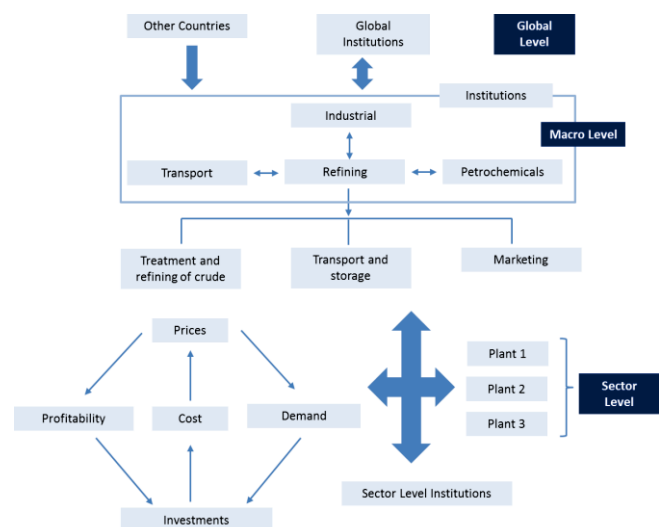 Other Countries
Global
Institutions
Global
Level
Institutions
Industrial
Macro Level
Transport
Refining
Petrochemicals
Treatment and
refining of crude
Transport and
storage
Marketing
Prices
Plant 1
Profitability
Cost
Demand
Plant 2
Sector
Level
Plant 3
Sector Level Institutions
Investments